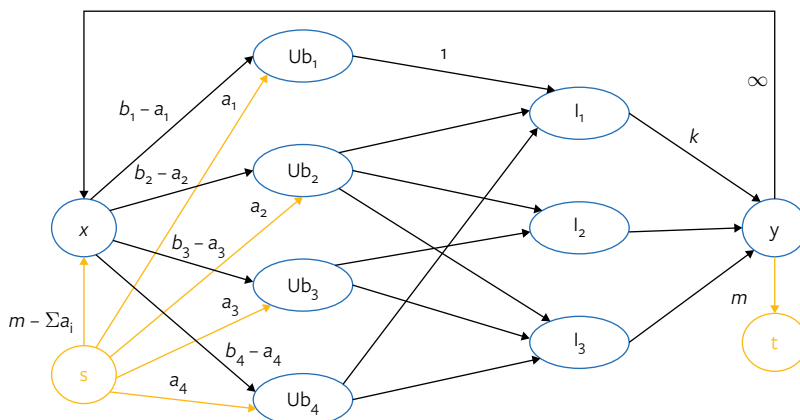 Ub₁
1
a₁
∞
b₁ – a₁
I₁
k
b₂ – a₂
Ub₂
a₂
x
I₂
y
b₃ – a₃
Ub₃
a₃
m
m – Σaᵢ
b₄ – a₄
I₃
t
s
a₄
Ub₄